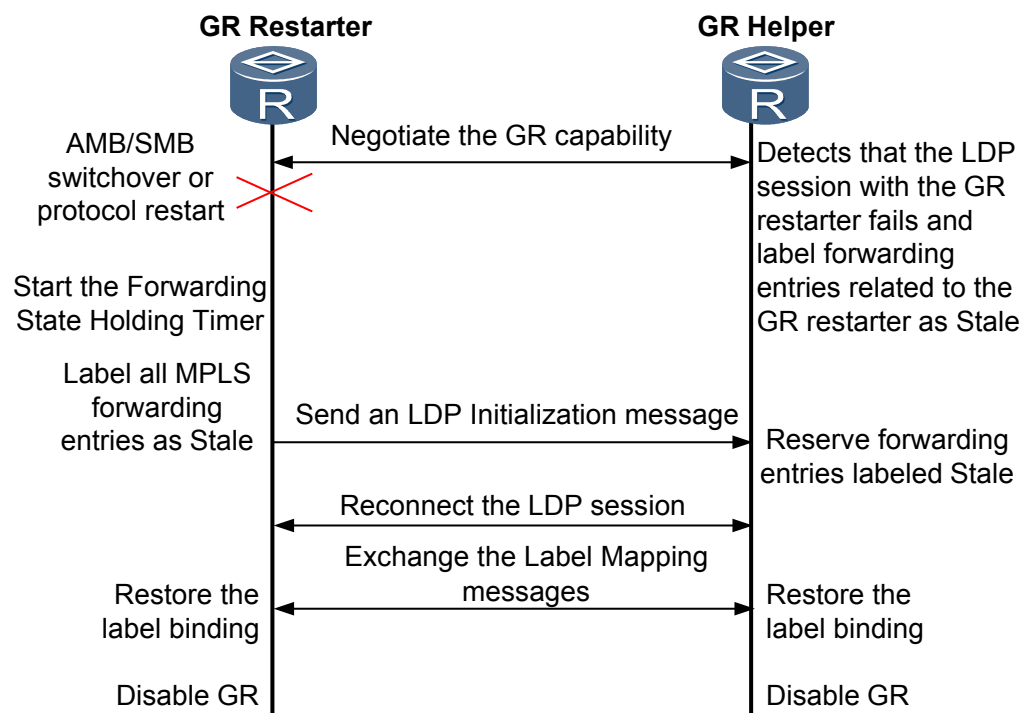 GR Restarter
GR Helper
R
R
Negotiate the GR capability
AMB/SMB
switchover or
protocol restart
Detects that the LDP
session with the GR
restarter fails and
label forwarding
entries related to the
GR restarter as Stale
Start the Forwarding
State Holding Timer
Label all MPLS
forwarding
entries as Stale
Send an LDP Initialization message
Reserve forwarding
entries labeled Stale
Reconnect the LDP session
Exchange the Label Mapping
messages
Restore the
label binding
Restore the
label binding
Disable GR
Disable GR